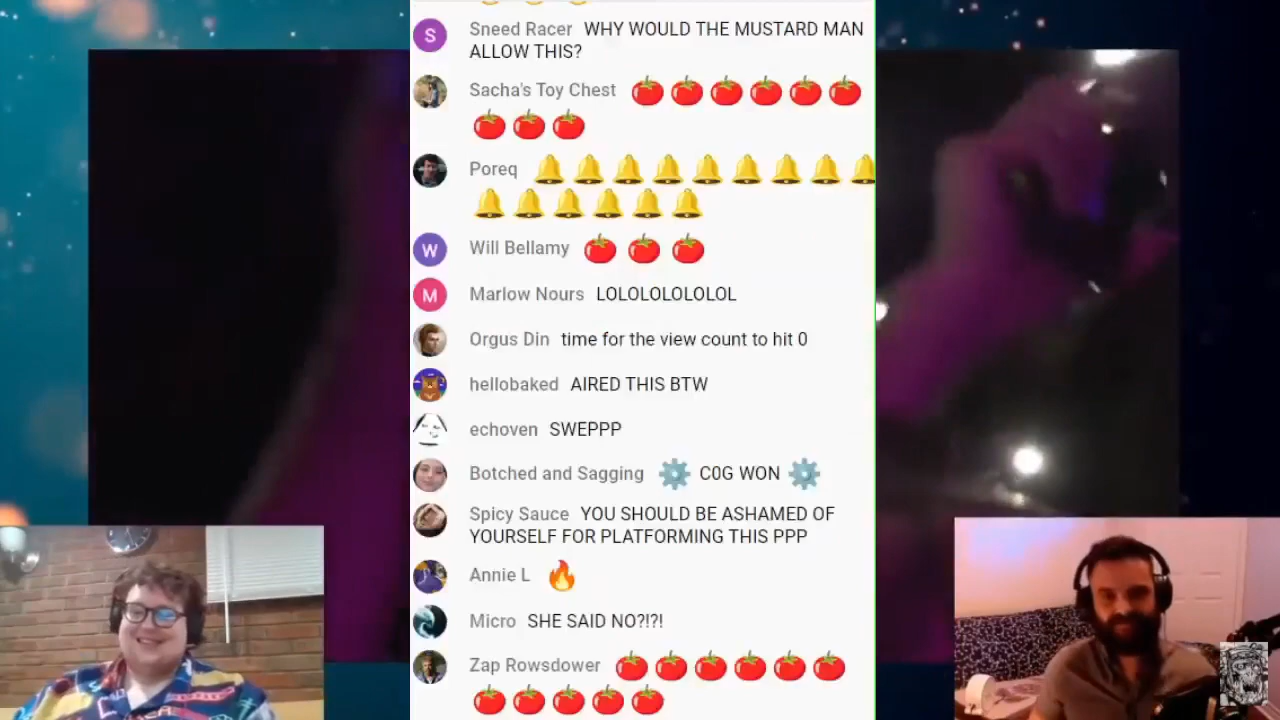 Sneed Racer WHY WOULD THE MUSTARD MAN
ALLOW THIS?
Sacha's Toy Chest 🍅🍅🍅🍅🍅🍅
🍅🍅🍅
Poreq 🔔🔔🔔🔔🔔🔔🔔🔔🔔
🔔🔔🔔🔔🔔🔔
W Will Bellamy 🍅🍅🍅
M Marlow Nours LOLOLOLOLOLOL
Orgus Din time for the view count to hit 0
hellobaked AIRED THIS BTW
echoven SWEPPP
Botched and Sagging ⚙️ C0G WON ⚙️
Spicy Sauce YOU SHOULD BE ASHAMED OF
YOURSELF FOR PLATFORMING THIS PPP
Annie L 🔥
Micro SHE SAID NO?!?!
Zap Rowsdower 🍅🍅🍅🍅🍅🍅
🍅🍅🍅🍅🍅